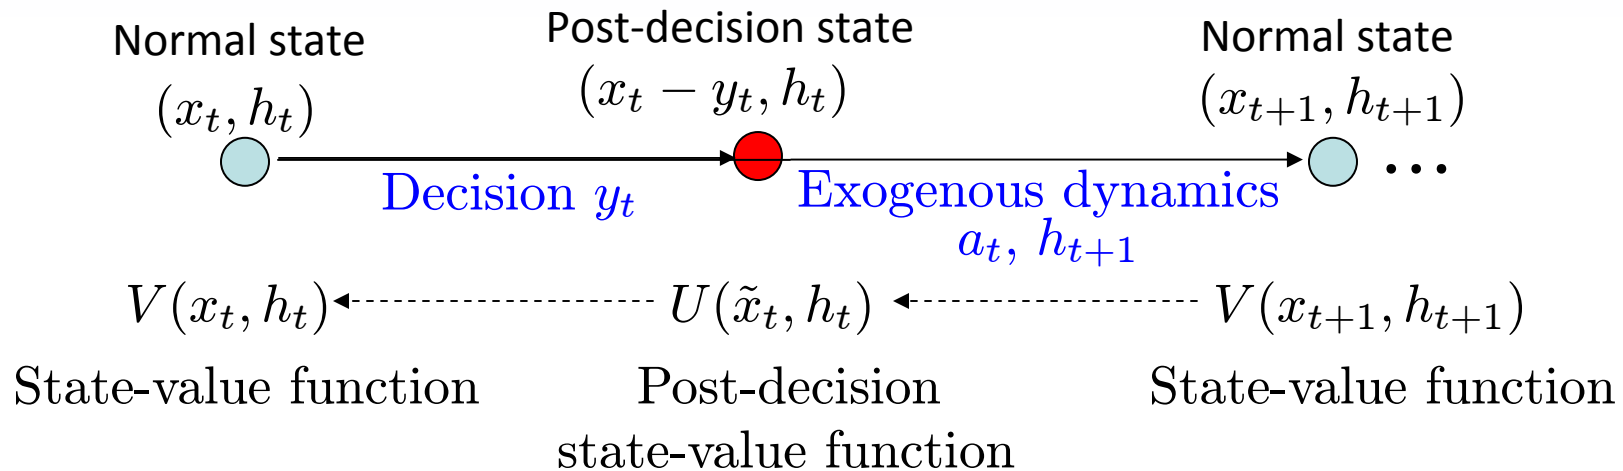 Normal state
Post-decision state
Normal state
(x_t, h_t)
(x_t − y_t, h_t)
(x_{t+1}, h_{t+1})
...
Decision y_t
Exogenous dynamics
a_t, h_{t+1}
V(x_t, h_t)
U(x̃_t, h_t)
V(x_{t+1}, h_{t+1})
State-value function
Post-decision
state-value function
State-value function